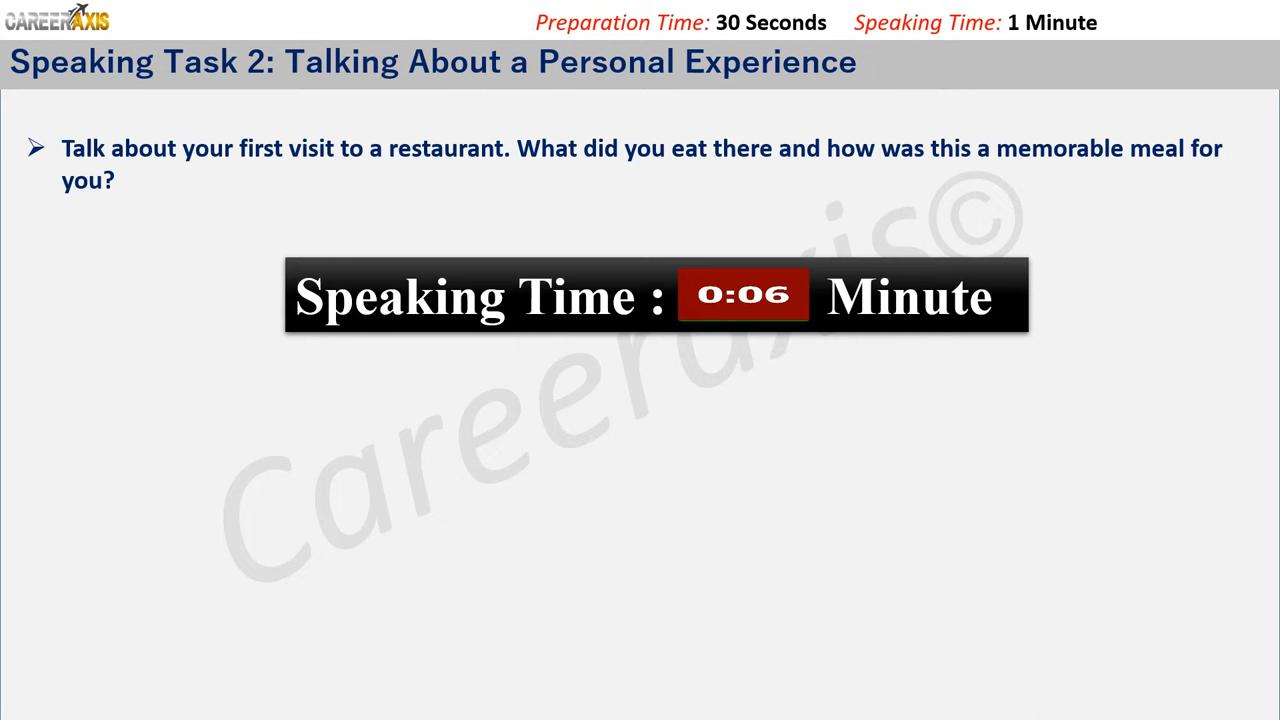 CAREERAXIS
Preparation Time: 30 Seconds Speaking Time: 1 Minute
Speaking Task 2: Talking About a Personal Experience
➢ Talk about your first visit to a restaurant. What did you eat there and how was this a memorable meal for
you?
Speaking Time : 0:06 Minute
Careeraxis©